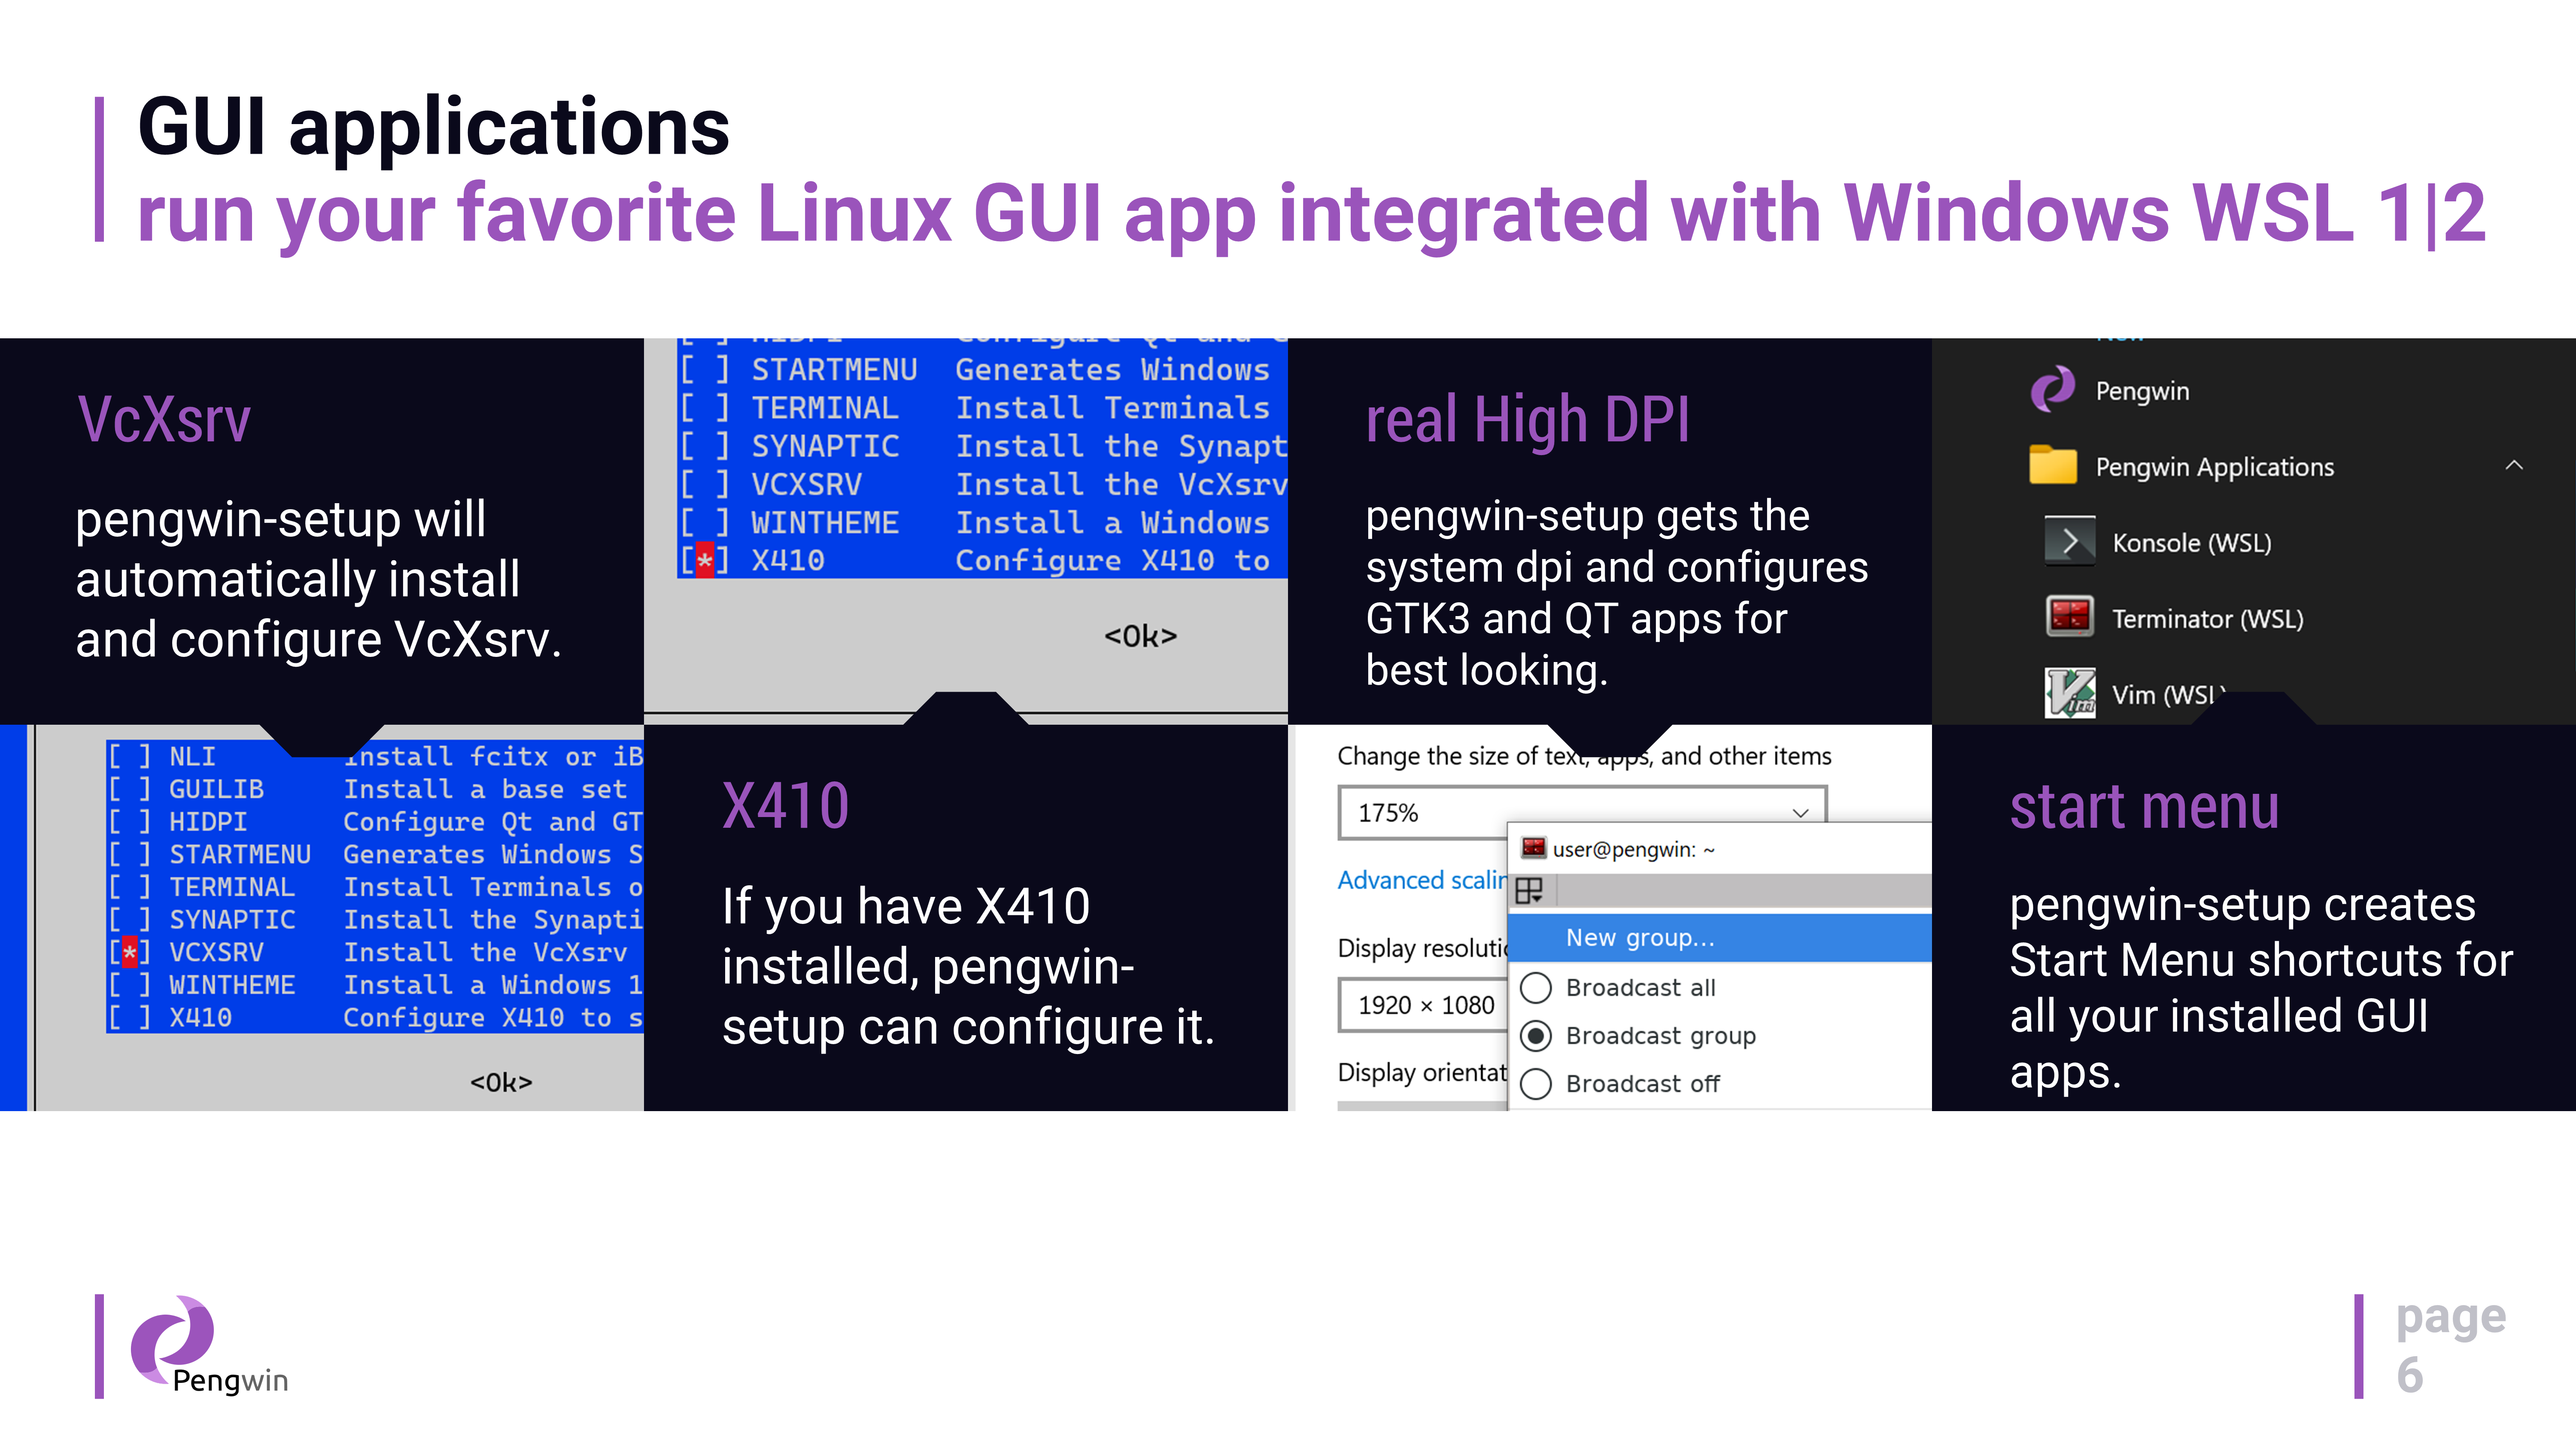 GUI applications
run your favorite Linux GUI app integrated with Windows WSL 1|2
VcXsrv
pengwin-setup will
automatically install
and configure VcXsrv.
[ ] STARTMENU Generates Windows
[ ] TERMINAL Install Terminals
[ ] SYNAPTIC Install the Synapt
[ ] VCXSRV Install the VcXsrv
[ ] WINTHEME Install a Windows
[*] X410 Configure X410 to
<Ok>
real High DPI
pengwin-setup gets the
system dpi and configures
GTK3 and QT apps for
best looking.
Pengwin
Pengwin Applications
Konsole (WSL)
Terminator (WSL)
Vim (WSL)
[ ] NLI Install fcitx or iB
[ ] GUILIB Install a base set
[ ] HIDPI Configure Qt and GT
[ ] STARTMENU Generates Windows S
[ ] TERMINAL Install Terminals o
[ ] SYNAPTIC Install the Synapti
[*] VCXSRV Install the VcXsrv
[ ] WINTHEME Install a Windows 1
[ ] X410 Configure X410 to s
<Ok>
X410
If you have X410
installed, pengwin-
setup can configure it.
Change the size of text, apps, and other items
175%
Advanced scalin
Display resolutio
1920 × 1080
Display orientat
user@pengwin: ~
New group...
Broadcast all
Broadcast group
Broadcast off
start menu
pengwin-setup creates
Start Menu shortcuts for
all your installed GUI
apps.
Pengwin
page
6